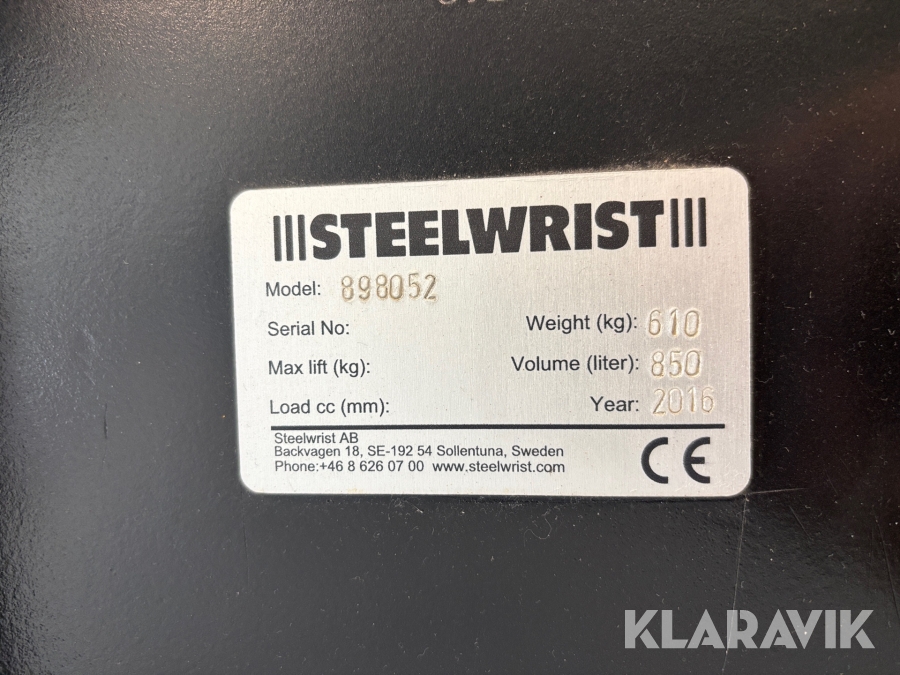 STEELWRIST
Model: 898052
Serial No:
Weight (kg): 610
Max lift (kg):
Volume (liter): 850
Load cc (mm):
Year: 2016
Steelwrist AB
Backvagen 18, SE-192 54 Sollentuna, Sweden
Phone:+46 8 626 07 00 www.steelwrist.com
CE
KLARAVIK